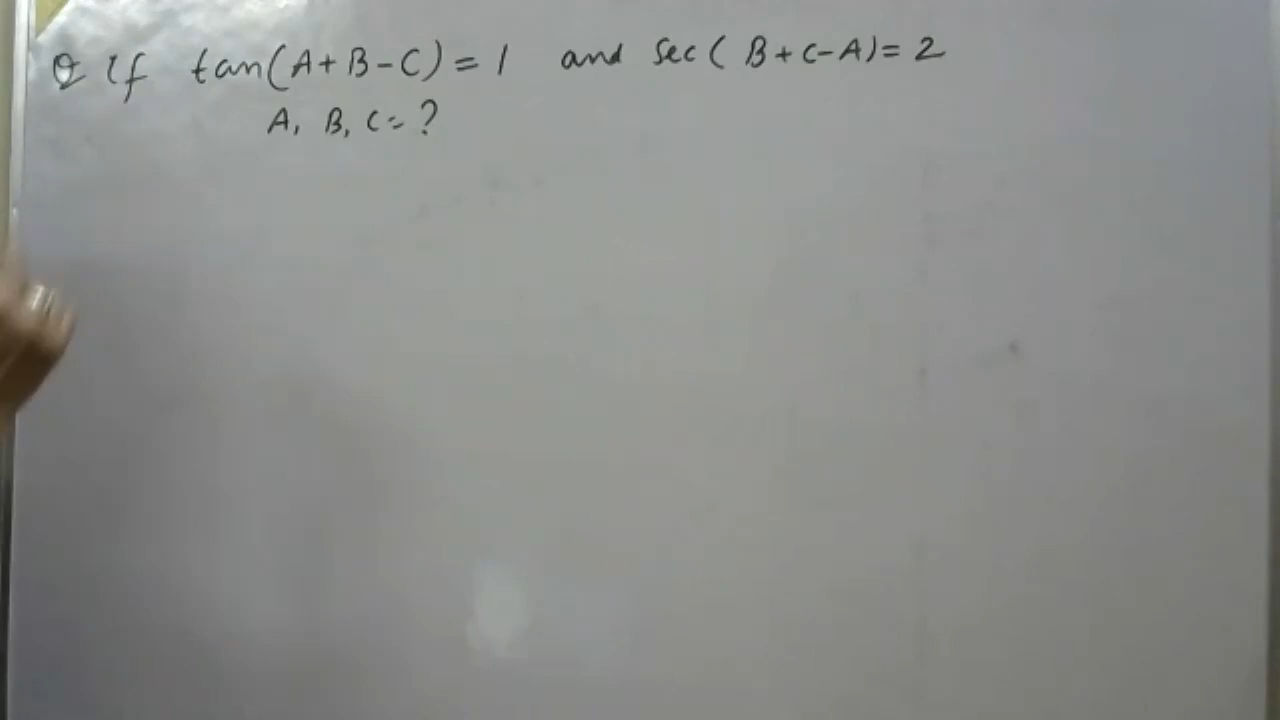 Q If tan(A+B-C) = 1 and Sec(B+C-A) = 2
A, B, C = ?